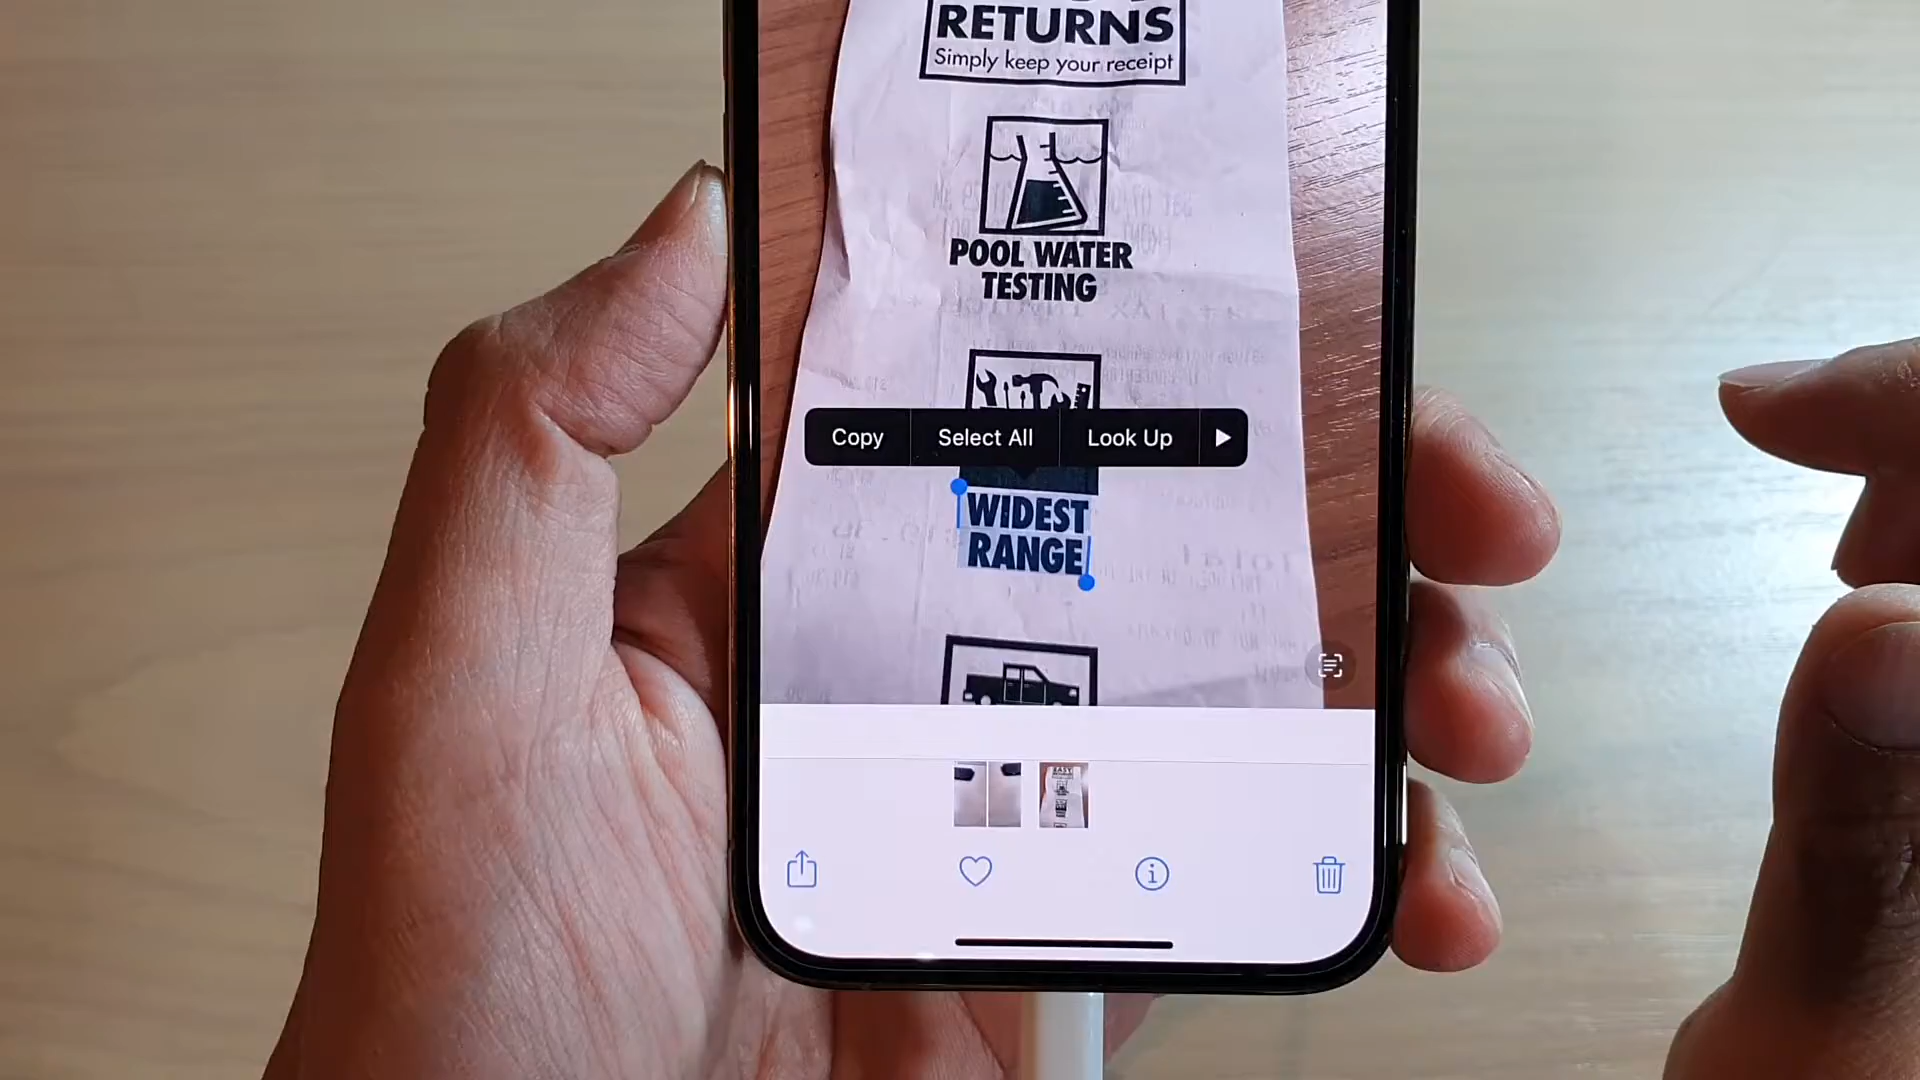 RETURNS
Simply keep your receipt
POOL WATER
TESTING
Copy Select All Look Up
WIDEST
RANGE